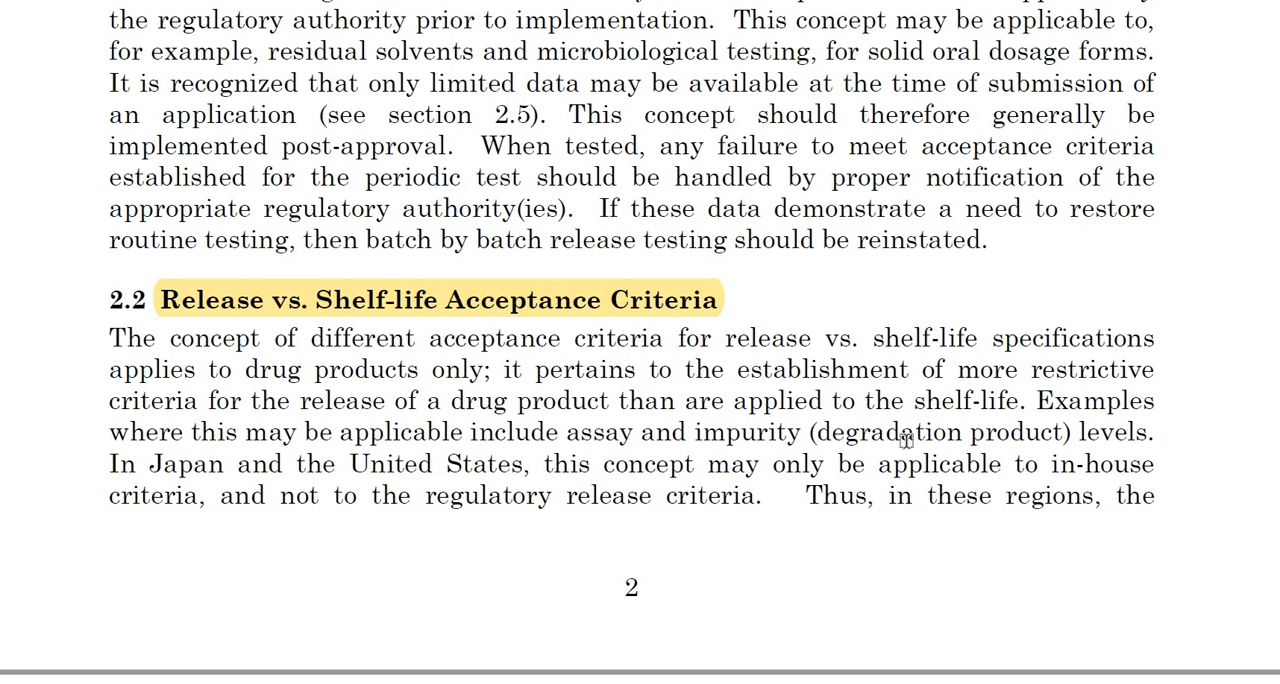 the regulatory authority prior to implementation. This concept may be applicable to,
for example, residual solvents and microbiological testing, for solid oral dosage forms.
It is recognized that only limited data may be available at the time of submission of
an application (see section 2.5). This concept should therefore generally be
implemented post-approval. When tested, any failure to meet acceptance criteria
established for the periodic test should be handled by proper notification of the
appropriate regulatory authority(ies). If these data demonstrate a need to restore
routine testing, then batch by batch release testing should be reinstated.
2.2 Release vs. Shelf-life Acceptance Criteria
The concept of different acceptance criteria for release vs. shelf-life specifications
applies to drug products only; it pertains to the establishment of more restrictive
criteria for the release of a drug product than are applied to the shelf-life. Examples
where this may be applicable include assay and impurity (degradation product) levels.
In Japan and the United States, this concept may only be applicable to in-house
criteria, and not to the regulatory release criteria. Thus, in these regions, the
2